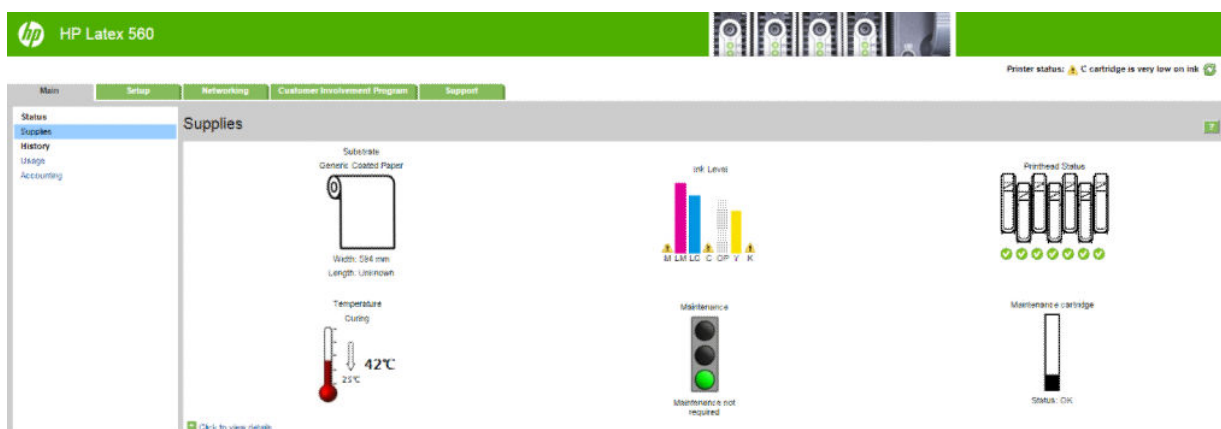 hp HP Latex 560
Printer status: C cartridge is very low on ink
Main Setup Networking Customer Involvement Program Support
Status
Supplies
History
Usage
Accounting
Supplies
?
Substrate
Generic Coated Paper
Width: 594 mm
Length: Unknown
Ink Level
M LM LC C OP Y K
Printhead Status
Temperature
Curing
42°C
25°C
Maintenance
Maintenance not
required
Maintenance cartridge
Status: OK
Click to view details